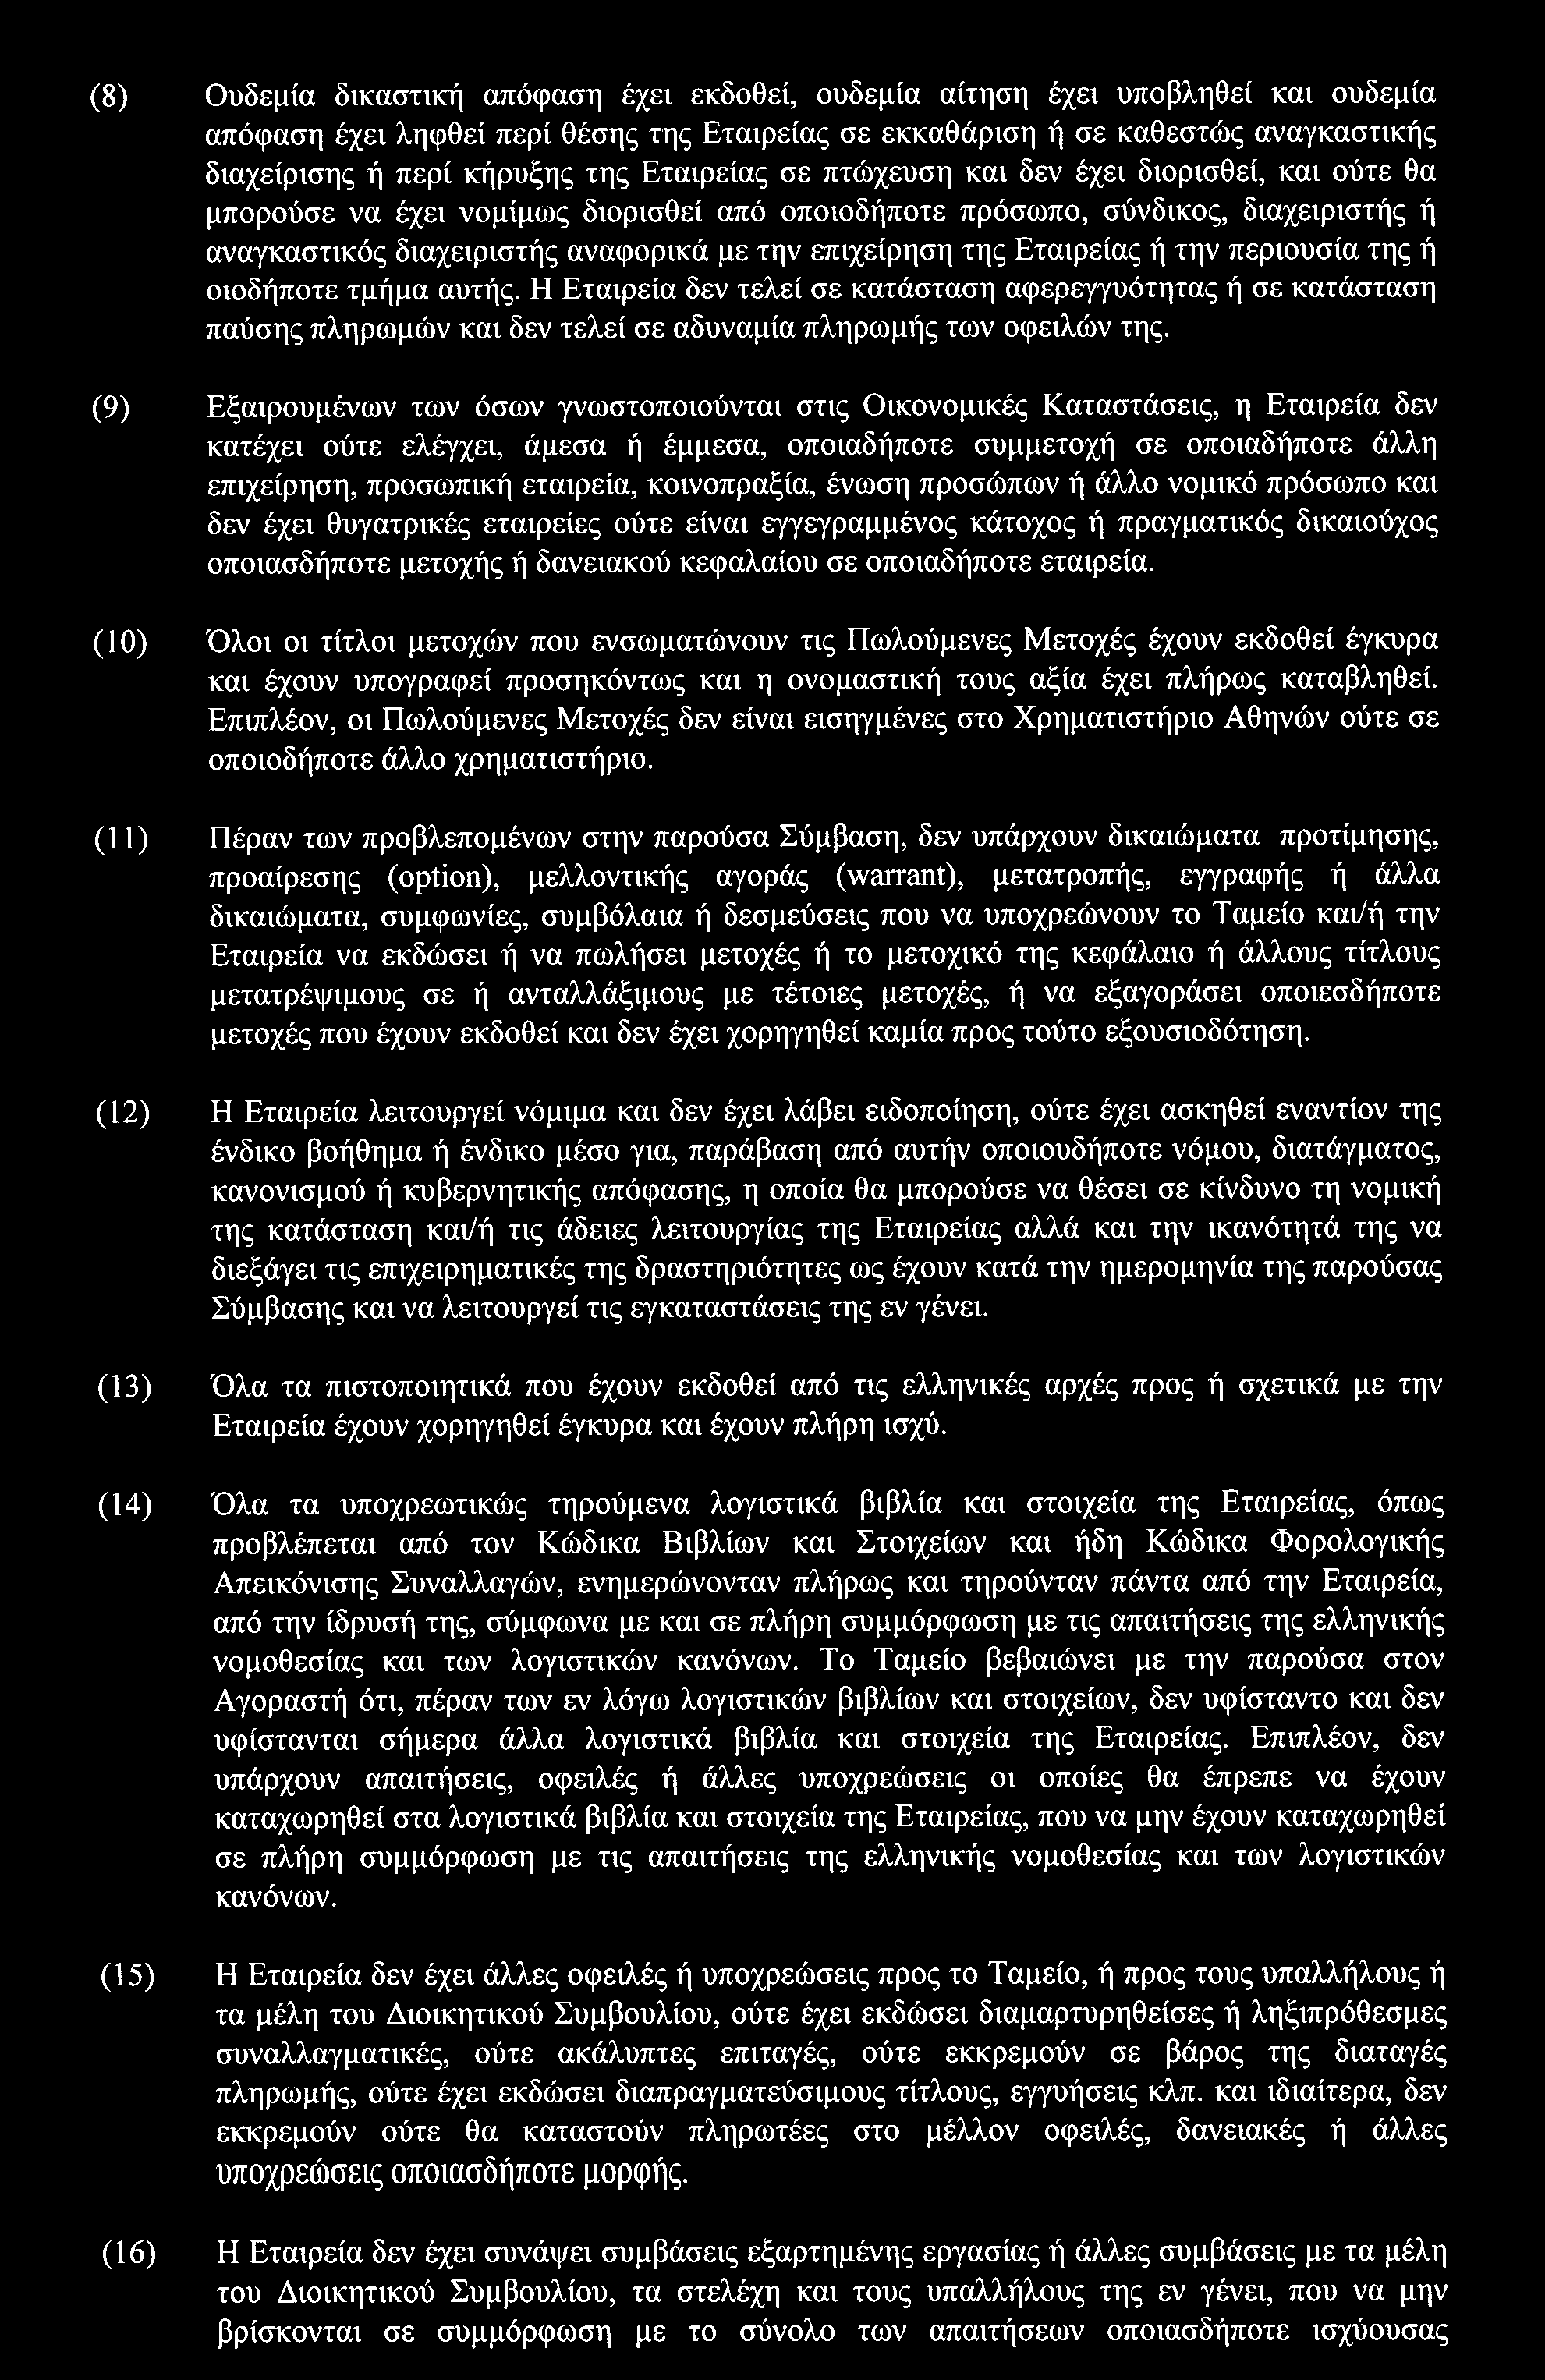 (8) Ουδεμία δικαστική απόφαση έχει εκδοθεί, ουδεμία αίτηση έχει υποβληθεί και ουδεμία
απόφαση έχει ληφθεί περί θέσης της Εταιρείας σε εκκαθάριση ή σε καθεστώς αναγκαστικής
διαχείρισης ή περί κήρυξης της Εταιρείας σε πτώχευση και δεν έχει διορισθεί, και ούτε θα
μπορούσε να έχει νομίμως διορισθεί από οποιοδήποτε πρόσωπο, σύνδικος, διαχειριστής ή
αναγκαστικός διαχειριστής αναφορικά με την επιχείρηση της Εταιρείας ή την περιουσία της ή
οιοδήποτε τμήμα αυτής. Η Εταιρεία δεν τελεί σε κατάσταση αφερεγγυότητας ή σε κατάσταση
παύσης πληρωμών και δεν τελεί σε αδυναμία πληρωμής των οφειλών της.
(9) Εξαιρουμένων των όσων γνωστοποιούνται στις Οικονομικές Καταστάσεις, η Εταιρεία δεν
κατέχει ούτε ελέγχει, άμεσα ή έμμεσα, οποιαδήποτε συμμετοχή σε οποιαδήποτε άλλη
επιχείρηση, προσωπική εταιρεία, κοινοπραξία, ένωση προσώπων ή άλλο νομικό πρόσωπο και
δεν έχει θυγατρικές εταιρείες ούτε είναι εγγεγραμμένος κάτοχος ή πραγματικός δικαιούχος
οποιασδήποτε μετοχής ή δανειακού κεφαλαίου σε οποιαδήποτε εταιρεία.
(10) Όλοι οι τίτλοι μετοχών που ενσωματώνουν τις Πωλούμενες Μετοχές έχουν εκδοθεί έγκυρα
και έχουν υπογραφεί προσηκόντως και η ονομαστική τους αξία έχει πλήρως καταβληθεί.
Επιπλέον, οι Πωλούμενες Μετοχές δεν είναι εισηγμένες στο Χρηματιστήριο Αθηνών ούτε σε
οποιοδήποτε άλλο χρηματιστήριο.
(11) Πέραν των προβλεπομένων στην παρούσα Σύμβαση, δεν υπάρχουν δικαιώματα προτίμησης,
προαίρεσης (option), μελλοντικής αγοράς (warrant), μετατροπής, εγγραφής ή άλλα
δικαιώματα, συμφωνίες, συμβόλαια ή δεσμεύσεις που να υποχρεώνουν το Ταμείο και/ή την
Εταιρεία να εκδώσει ή να πωλήσει μετοχές ή το μετοχικό της κεφάλαιο ή άλλους τίτλους
μετατρέψιμους σε ή ανταλλάξιμους με τέτοιες μετοχές, ή να εξαγοράσει οποιεσδήποτε
μετοχές που έχουν εκδοθεί και δεν έχει χορηγηθεί καμία προς τούτο εξουσιοδότηση.
(12) Η Εταιρεία λειτουργεί νόμιμα και δεν έχει λάβει ειδοποίηση, ούτε έχει ασκηθεί εναντίον της
ένδικο βοήθημα ή ένδικο μέσο για, παράβαση από αυτήν οποιουδήποτε νόμου, διατάγματος,
κανονισμού ή κυβερνητικής απόφασης, η οποία θα μπορούσε να θέσει σε κίνδυνο τη νομική
της κατάσταση και/ή τις άδειες λειτουργίας της Εταιρείας αλλά και την ικανότητά της να
διεξάγει τις επιχειρηματικές της δραστηριότητες ως έχουν κατά την ημερομηνία της παρούσας
Σύμβασης και να λειτουργεί τις εγκαταστάσεις της εν γένει.
(13) Όλα τα πιστοποιητικά που έχουν εκδοθεί από τις ελληνικές αρχές προς ή σχετικά με την
Εταιρεία έχουν χορηγηθεί έγκυρα και έχουν πλήρη ισχύ.
(14) Όλα τα υποχρεωτικώς τηρούμενα λογιστικά βιβλία και στοιχεία της Εταιρείας, όπως
προβλέπεται από τον Κώδικα Βιβλίων και Στοιχείων και ήδη Κώδικα Φορολογικής
Απεικόνισης Συναλλαγών, ενημερώνονταν πλήρως και τηρούνταν πάντα από την Εταιρεία,
από την ίδρυσή της, σύμφωνα με και σε πλήρη συμμόρφωση με τις απαιτήσεις της ελληνικής
νομοθεσίας και των λογιστικών κανόνων. Το Ταμείο βεβαιώνει με την παρούσα στον
Αγοραστή ότι, πέραν των εν λόγω λογιστικών βιβλίων και στοιχείων, δεν υφίσταντο και δεν
υφίστανται σήμερα άλλα λογιστικά βιβλία και στοιχεία της Εταιρείας. Επιπλέον, δεν
υπάρχουν απαιτήσεις, οφειλές ή άλλες υποχρεώσεις οι οποίες θα έπρεπε να έχουν
καταχωρηθεί στα λογιστικά βιβλία και στοιχεία της Εταιρείας, που να μην έχουν καταχωρηθεί
σε πλήρη συμμόρφωση με τις απαιτήσεις της ελληνικής νομοθεσίας και των λογιστικών
κανόνων.
(15) Η Εταιρεία δεν έχει άλλες οφειλές ή υποχρεώσεις προς το Ταμείο, ή προς τους υπαλλήλους ή
τα μέλη του Διοικητικού Συμβουλίου, ούτε έχει εκδώσει διαμαρτυρηθείσες ή ληξιπρόθεσμες
συναλλαγματικές, ούτε ακάλυπτες επιταγές, ούτε εκκρεμούν σε βάρος της διαταγές
πληρωμής, ούτε έχει εκδώσει διαπραγματεύσιμους τίτλους, εγγυήσεις κλπ. και ιδιαίτερα, δεν
εκκρεμούν ούτε θα καταστούν πληρωτέες στο μέλλον οφειλές, δανειακές ή άλλες
υποχρεώσεις οποιασδήποτε μορφής.
(16) Η Εταιρεία δεν έχει συνάψει συμβάσεις εξαρτημένης εργασίας ή άλλες συμβάσεις με τα μέλη
του Διοικητικού Συμβουλίου, τα στελέχη και τους υπαλλήλους της εν γένει, που να μην
βρίσκονται σε συμμόρφωση με το σύνολο των απαιτήσεων οποιασδήποτε ισχύουσας